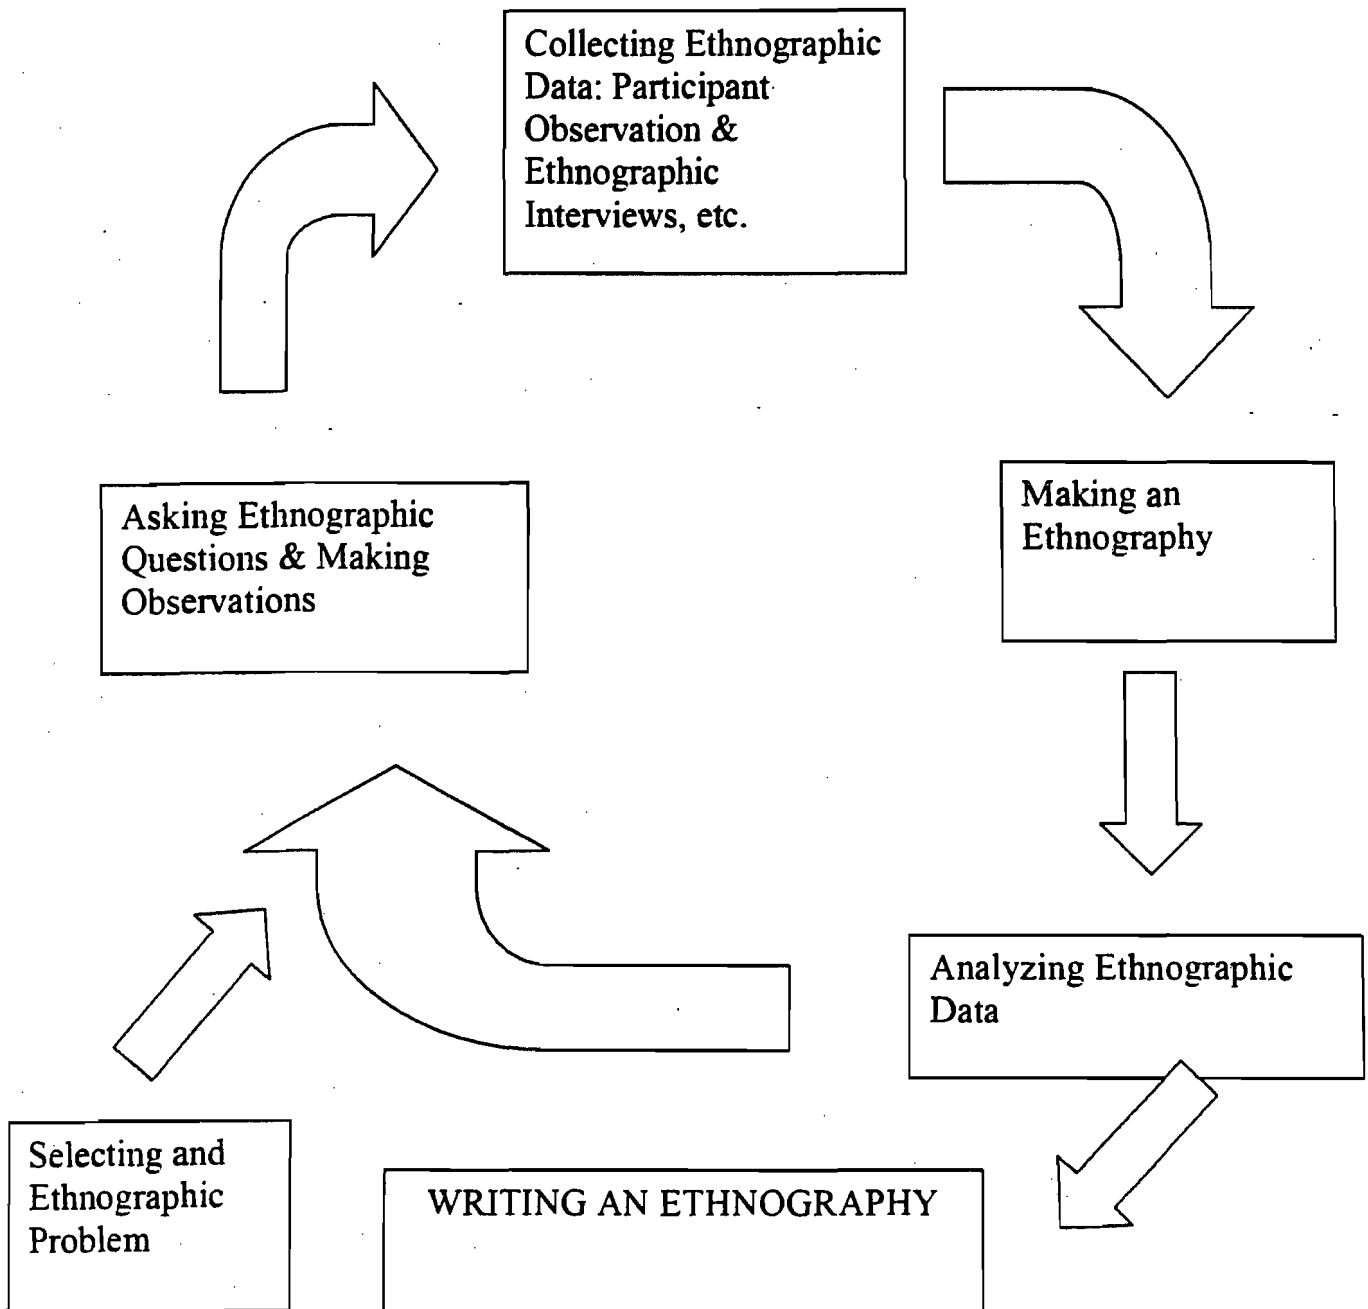 Collecting Ethnographic
Data: Participant
Observation &
Ethnographic
Interviews, etc.
Asking Ethnographic
Questions & Making
Observations
Making an
Ethnography
Analyzing Ethnographic
Data
Selecting and
Ethnographic
Problem
WRITING AN ETHNOGRAPHY